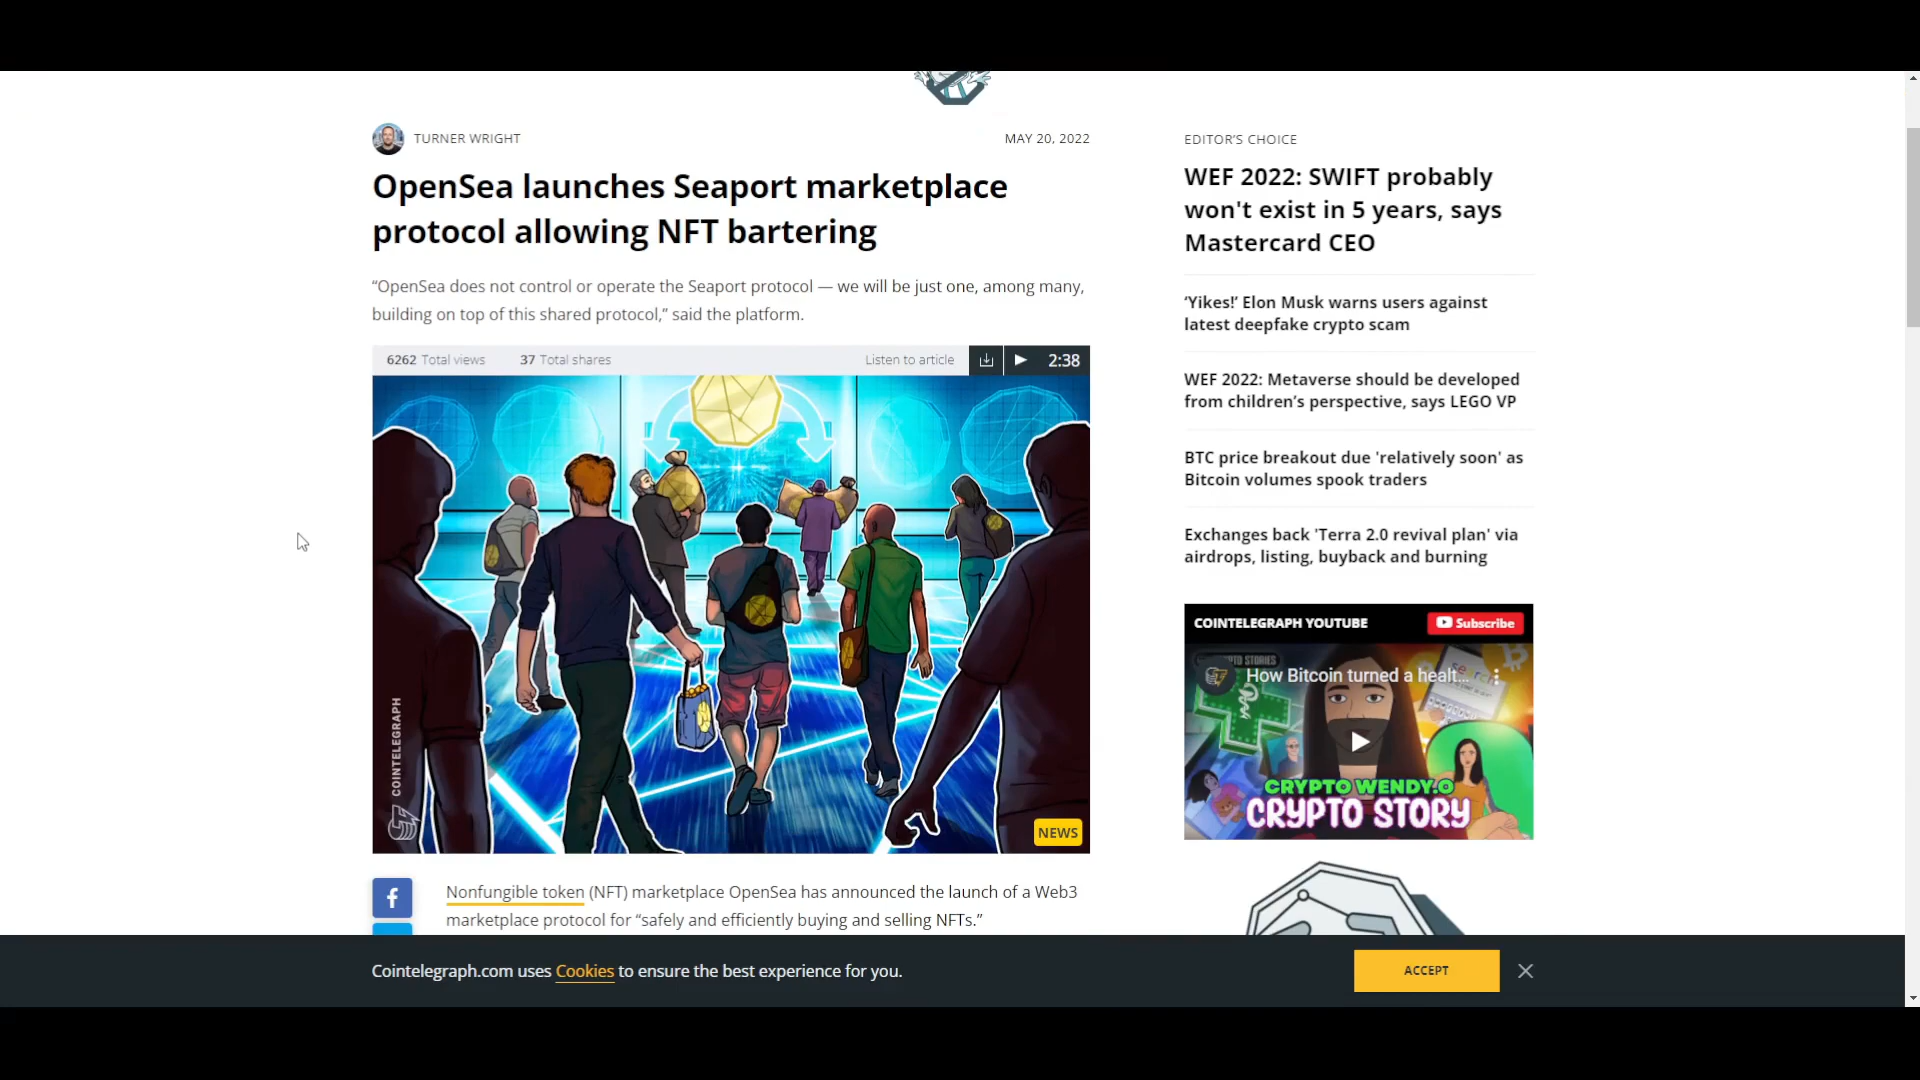 TURNER WRIGHT
MAY 20, 2022
OpenSea launches Seaport marketplace
protocol allowing NFT bartering
“OpenSea does not control or operate the Seaport protocol — we will be just one, among many,
building on top of this shared protocol,” said the platform.
6262 Total views
37 Total shares
Listen to article
2:38
COINTELEGRAPH
NEWS
Nonfungible token (NFT) marketplace OpenSea has announced the launch of a Web3
marketplace protocol for “safely and efficiently buying and selling NFTs.”
EDITOR’S CHOICE
WEF 2022: SWIFT probably
won't exist in 5 years, says
Mastercard CEO
‘Yikes!’ Elon Musk warns users against
latest deepfake crypto scam
WEF 2022: Metaverse should be developed
from children’s perspective, says LEGO VP
BTC price breakout due 'relatively soon' as
Bitcoin volumes spook traders
Exchanges back 'Terra 2.0 revival plan' via
airdrops, listing, buyback and burning
COINTELEGRAPH YOUTUBE
Subscribe
How Bitcoin turned a healt...
CRYPTO WENDY.O
CRYPTO STORY
Cointelegraph.com uses Cookies to ensure the best experience for you.
ACCEPT